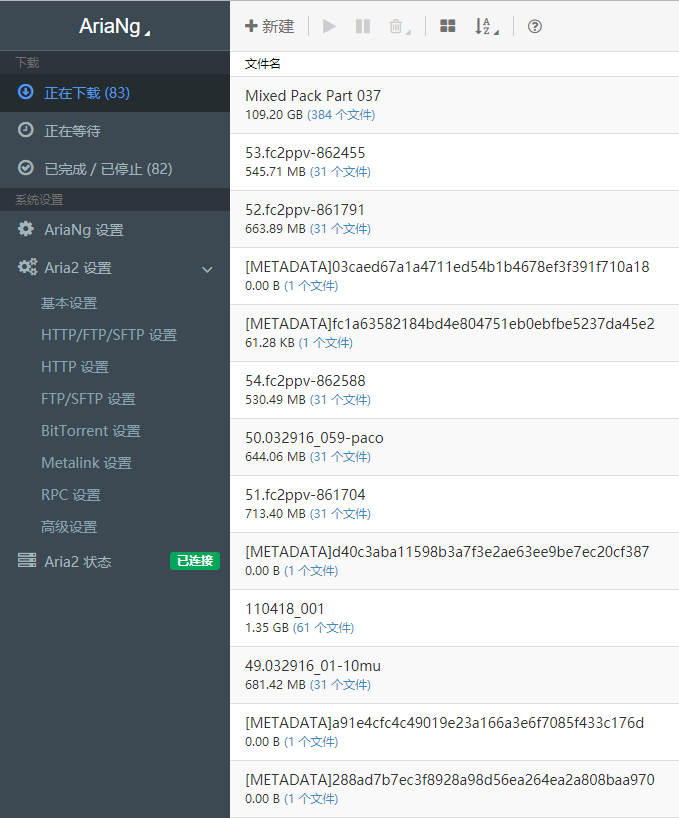 AriaNg
下载
正在下载 (83)
正在等待
已完成 / 已停止 (82)
系统设置
AriaNg 设置
Aria2 设置
基本设置
HTTP/FTP/SFTP 设置
HTTP 设置
FTP/SFTP 设置
BitTorrent 设置
Metalink 设置
RPC 设置
高级设置
Aria2 状态 已连接
新建
文件名
Mixed Pack Part 037
109.20 GB (384 个文件)
53.fc2ppv-862455
545.71 MB (31 个文件)
52.fc2ppv-861791
663.89 MB (31 个文件)
[METADATA]03caed67a1a4711ed54b1b4678ef3f391f710a18
0.00 B (1 个文件)
[METADATA]fc1a63582184bd4e804751eb0ebfbe5237da45e2
61.28 KB (1 个文件)
54.fc2ppv-862588
530.49 MB (31 个文件)
50.032916_059-paco
644.06 MB (31 个文件)
51.fc2ppv-861704
713.40 MB (31 个文件)
[METADATA]d40c3aba11598b3a7f3e2ae63ee9be7ec20cf387
0.00 B (1 个文件)
110418_001
1.35 GB (61 个文件)
49.032916_01-10mu
681.42 MB (31 个文件)
[METADATA]a91e4cfc4c49019e23a166a3e6f7085f433c176d
0.00 B (1 个文件)
[METADATA]288ad7b7ec3f8928a98d56ea264ea2a808baa970
0.00 B (1 个文件)